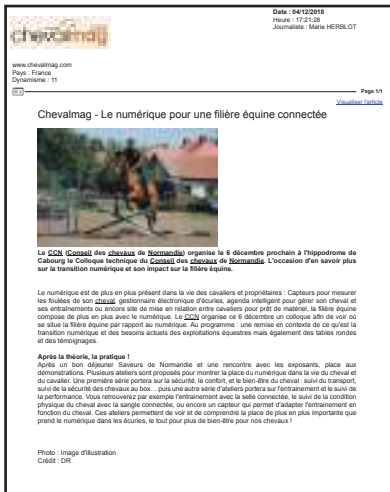 Date : 04/12/2018
Heure : 17:21:28
Journaliste : Marie HERBLOT
chevalmag
www.chevalmag.com
Pays : France
Dynamisme : 11
Page 1/1
Visualiser l'article
Chevalmag - Le numérique pour une filière équine connectée
Le CCN (Conseil des chevaux de Normandie) organise le 6 décembre prochain à l'hippodrome de
Cabourg le Colloque technique du Conseil des chevaux de Normandie. L'occasion d'en savoir plus
sur la transition numérique et son impact sur la filière équine.
Le numérique est de plus en plus présent dans la vie des cavaliers et propriétaires : Capteurs pour mesurer
les foulées de son cheval, gestionnaire électronique d'écuries, agenda intelligent pour gérer son cheval et
ses entraînements ou encore site de mise en relation entre cavaliers pour prêt de matériel, la filière équine
compose de plus en plus avec le numérique. Le CCN organise ce 6 décembre un colloque afin de voir où
se situe la filière équine par rapport au numérique. Au programme : une remise en contexte de ce qu'est la
transition numérique et des besoins actuels des exploitations équestres mais également des tables rondes
et des témoignages.
Après la théorie, la pratique !
Après un bon déjeuner Saveurs de Normandie et une rencontre avec les exposants, place aux
démonstrations. Plusieurs ateliers sont proposés pour montrer la place du numérique dans la vie du cheval et
du cavalier. Une première série portera sur la sécurité, le confort, et le bien-être du cheval : suivi du transport,
suivi de la sécurité des chevaux au box… puis une autre série d'ateliers portera sur l'entraînement et le suivi de
la performance. Vous retrouverez par exemple l'entraînement avec la selle connectée, le suivi de la condition
physique du cheval avec la sangle connectée, ou encore un capteur qui permet d'adapter l'entraînement en
fonction du cheval. Ces ateliers permettent de voir et de comprendre la place de plus en plus importante que
prend le numérique dans les écuries, le tout pour plus de bien-être pour nos chevaux !
Photo : Image d'illustration
Crédit : DR